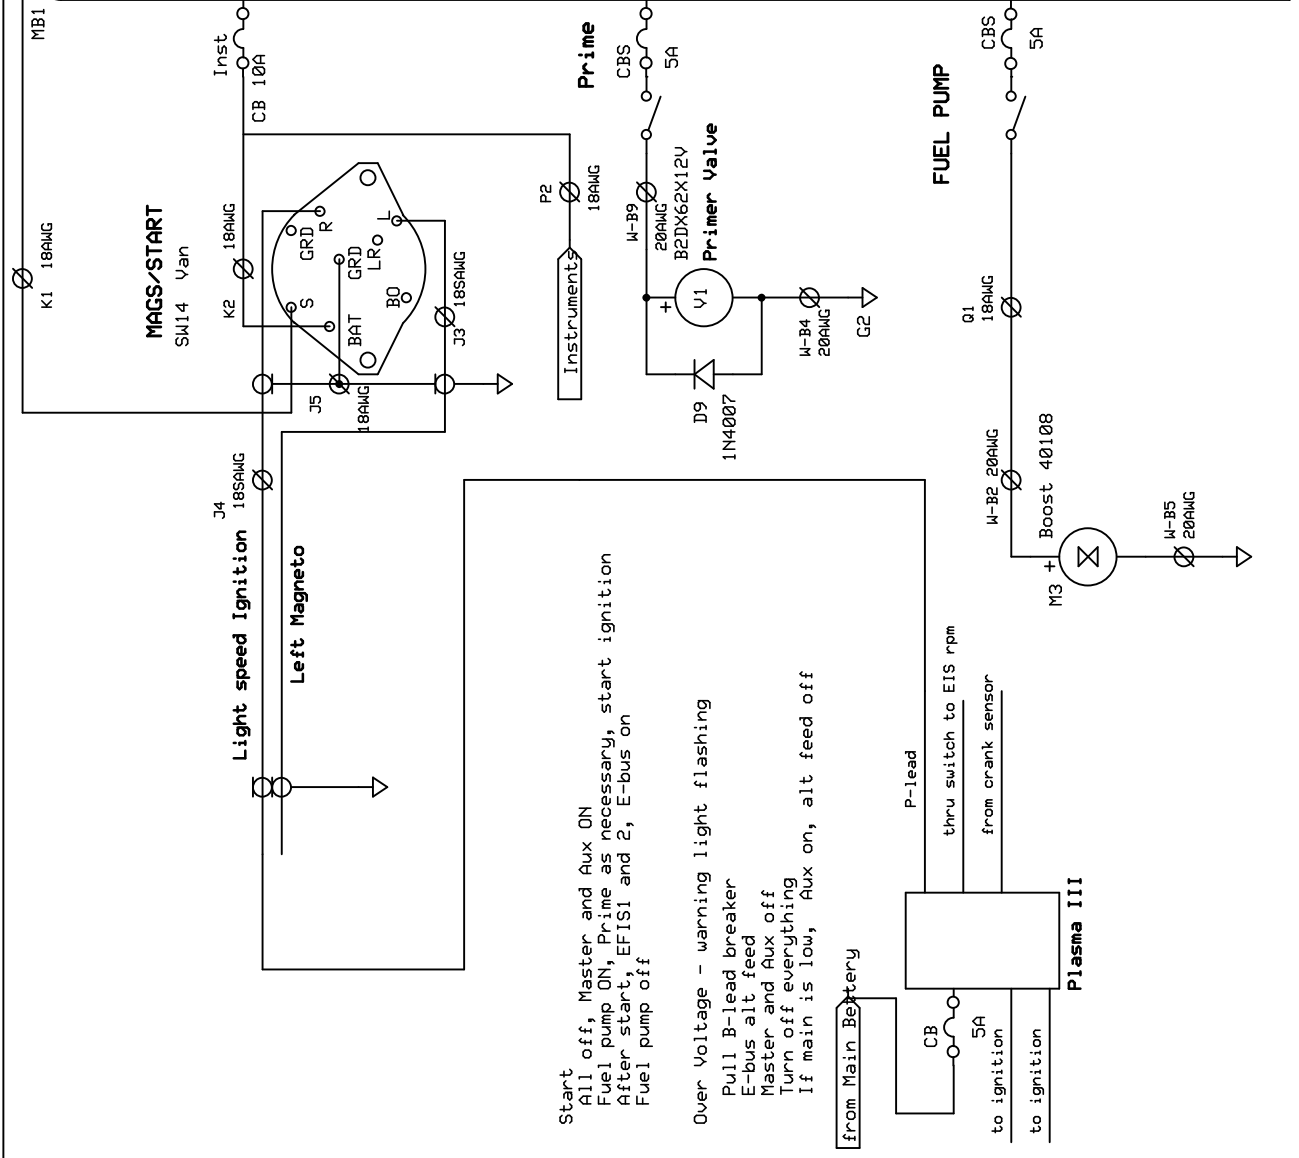 MB1
K1 18AWG
MAGS/START
SW14 Van
Inst
CB 10A
K2 18AWG
S
GRD
R
BAT
GRD
LR
L
BO
J3 18SAWG
J5
18AWG
J4
18SAWG
Light speed Ignition
Left Magneto
P2
18AWG
Instruments
Prime
CBS
5A
W-B9
20AWG
B2DX62X12V
Primer Valve
+
V1
D9
1N4007
W-B4
20AWG
G2
FUEL PUMP
CBS
5A
Q1
18AWG
W-B2 20AWG
Boost 40108
+
M3
W-B5
20AWG
Start
All off, Master and Aux ON
Fuel pump ON, Prime as necessary, start ignition
After start, EFIS1 and 2, E-bus on
Fuel pump off
Over Voltage - warning light flashing
Pull B-lead breaker
E-bus alt feed
Master and Aux off
Turn off everything
If main is low, Aux on, alt feed off
from Main Battery
P-lead
thru switch to EIS rpm
from crank sensor
Plasma III
CB
5A
to ignition
to ignition